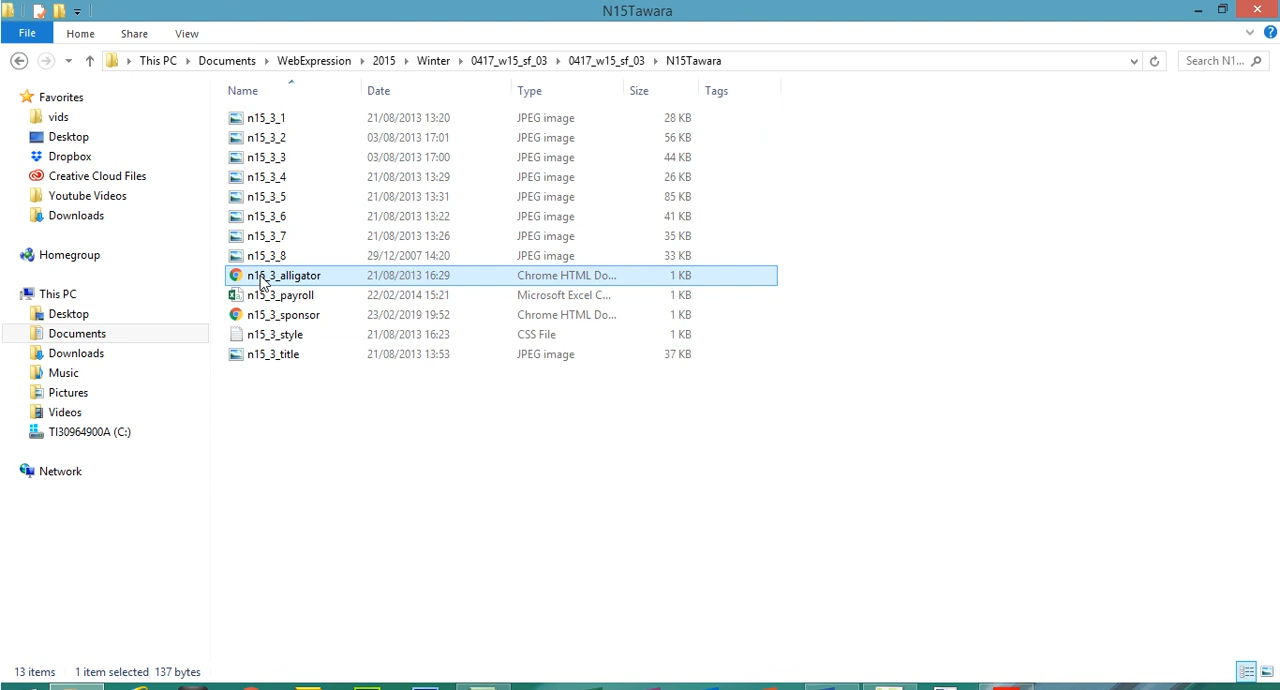 N15Tawara
File Home Share View
This PC Documents WebExpression 2015 Winter 0417_w15_sf_03 0417_w15_sf_03 N15Tawara Search N1...
Name Date Type Size Tags
Favorites
vids
Desktop
Dropbox
Creative Cloud Files
Youtube Videos
Downloads
Homegroup
This PC
Desktop
Documents
Downloads
Music
Pictures
Videos
TI30964900A (C:)
Network
n15_3_1 21/08/2013 13:20 JPEG image 28 KB
n15_3_2 03/08/2013 17:01 JPEG image 56 KB
n15_3_3 03/08/2013 17:00 JPEG image 44 KB
n15_3_4 21/08/2013 13:29 JPEG image 26 KB
n15_3_5 21/08/2013 13:31 JPEG image 85 KB
n15_3_6 21/08/2013 13:22 JPEG image 41 KB
n15_3_7 21/08/2013 13:26 JPEG image 35 KB
n15_3_8 29/12/2007 14:20 JPEG image 33 KB
n15_3_alligator 21/08/2013 16:29 Chrome HTML Do... 1 KB
n15_3_payroll 22/02/2014 15:21 Microsoft Excel C... 1 KB
n15_3_sponsor 23/02/2019 19:52 Chrome HTML Do... 1 KB
n15_3_style 21/08/2013 16:23 CSS File 1 KB
n15_3_title 21/08/2013 13:53 JPEG image 37 KB
13 items 1 item selected 137 bytes